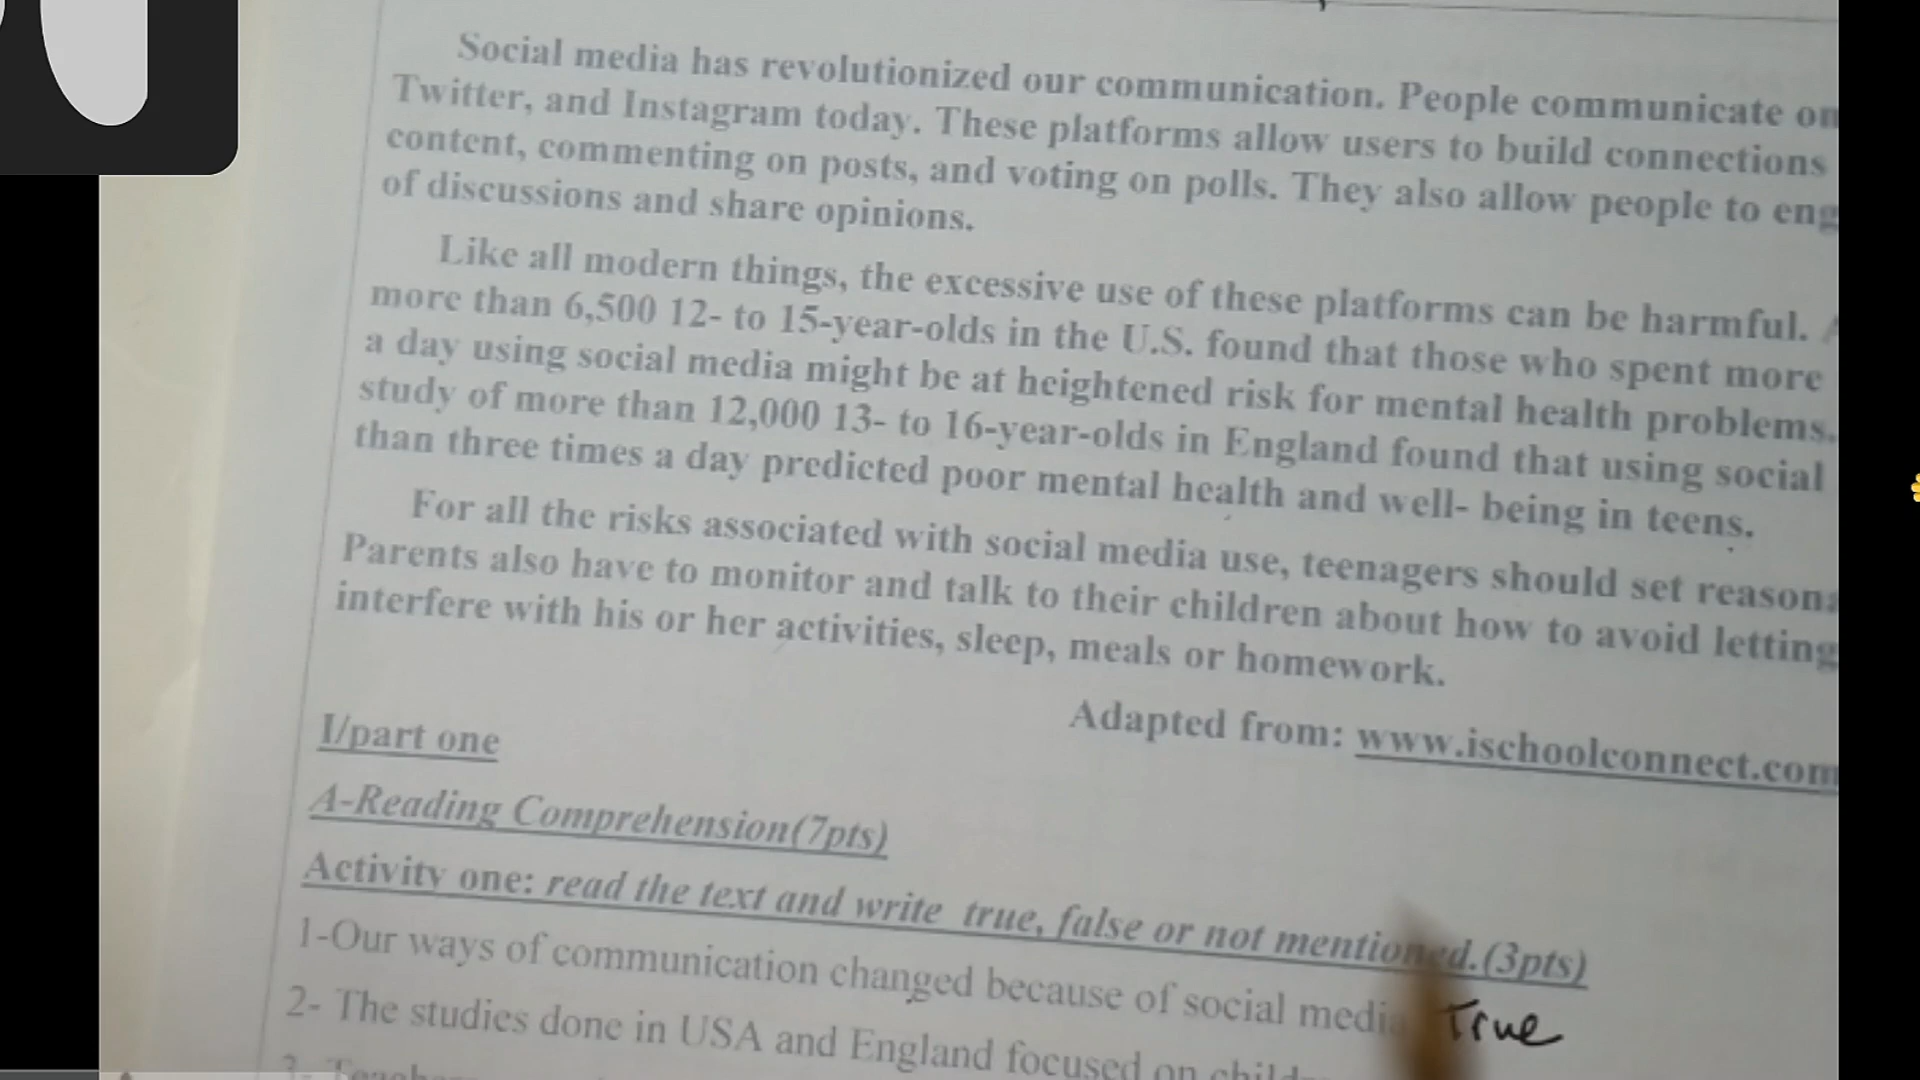 Social media has revolutionized our communication. People communicate on
Twitter, and Instagram today. These platforms allow users to build connections
content, commenting on posts, and voting on polls. They also allow people to eng
of discussions and share opinions.
Like all modern things, the excessive use of these platforms can be harmful.
more than 6,500 12- to 15-year-olds in the U.S. found that those who spent more
a day using social media might be at heightened risk for mental health problems.
study of more than 12,000 13- to 16-year-olds in England found that using social
than three times a day predicted poor mental health and well- being in teens.
For all the risks associated with social media use, teenagers should set reasona
Parents also have to monitor and talk to their children about how to avoid letting
interfere with his or her activities, sleep, meals or homework.
Adapted from: www.ischoolconnect.com
I/part one
A-Reading Comprehension(7pts)
Activity one: read the text and write true, false or not mentioned.(3pts)
1-Our ways of communication changed because of social media True
2- The studies done in USA and England focused on